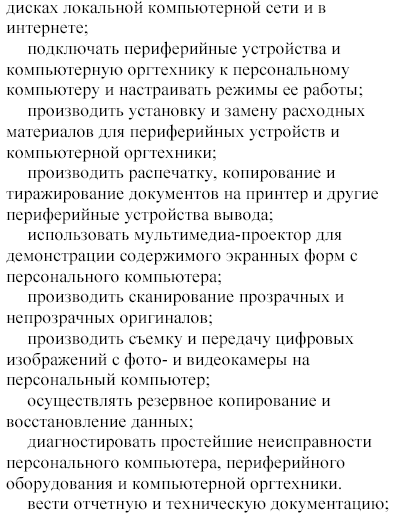 дисках локальной компьютерной сети и в
интернете;
подключать периферийные устройства и
компьютерную оргтехнику к персональному
компьютеру и настраивать режимы ее работы;
производить установку и замену расходных
материалов для периферийных устройств и
компьютерной оргтехники;
производить распечатку, копирование и
тиражирование документов на принтер и другие
периферийные устройства вывода;
использовать мультимедиа-проектор для
демонстрации содержимого экранных форм с
персонального компьютера;
производить сканирование прозрачных и
непрозрачных оригиналов;
производить съемку и передачу цифровых
изображений с фото- и видеокамеры на
персональный компьютер;
осуществлять резервное копирование и
восстановление данных;
диагностировать простейшие неисправности
персонального компьютера, периферийного
оборудования и компьютерной оргтехники.
вести отчетную и техническую документацию;